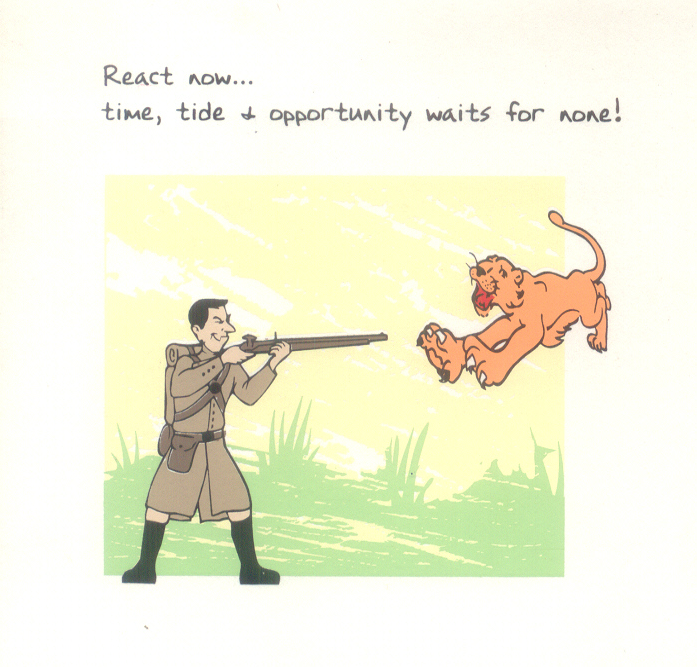 React now...
time, tide & opportunity waits for none!